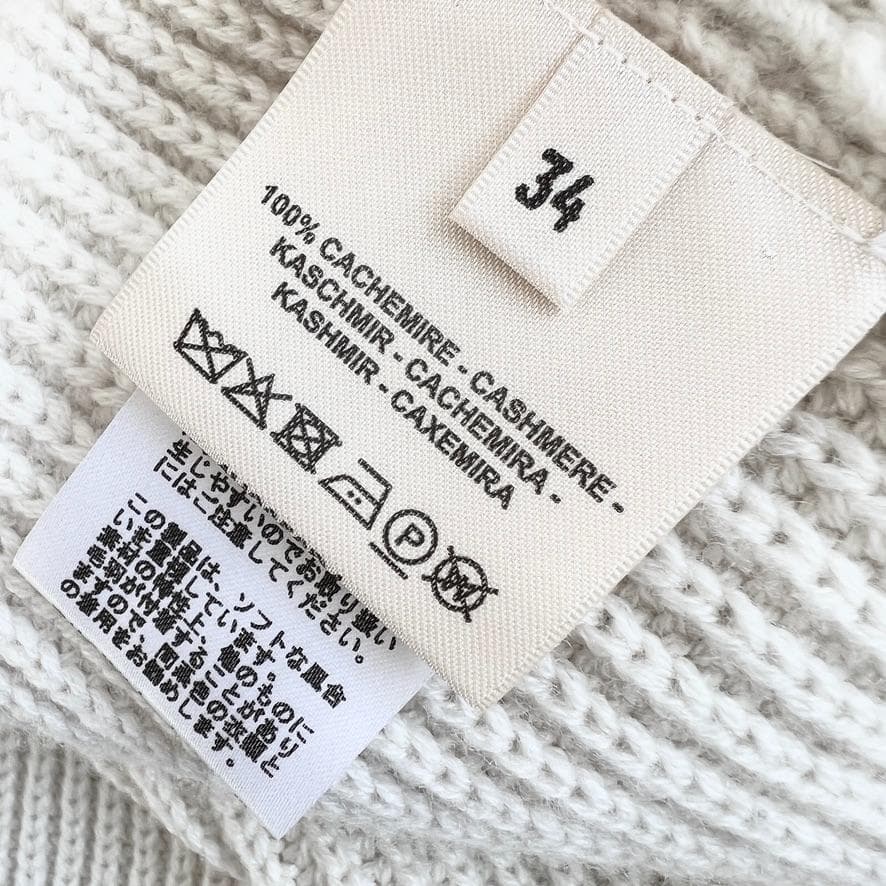 34
100% CACHEMIRE - CASHMERE -
KASCHMIR - CACHEMIRA -
KASHMIR - CAXEMIRA
P
W
生じやすいのでお取り扱い
にはご注意してください。
この製品は、ソフトな風合
いを重視しています。
素材の特性上、他のものに
毛羽が付着することがあり
ますので、同系色の衣類と
の着用をお勧めします。